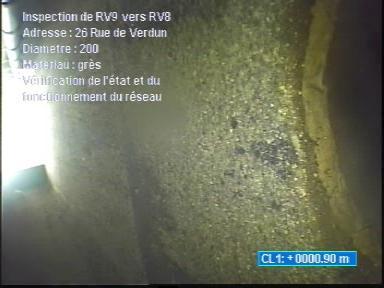 Inspection de RV9 vers RV8
Adresse : 26 Rue de Verdun
Diametre : 200
Materiau : grès
Vérification de l'état et du
fonctionnement du réseau
CL1: +0000.90 m